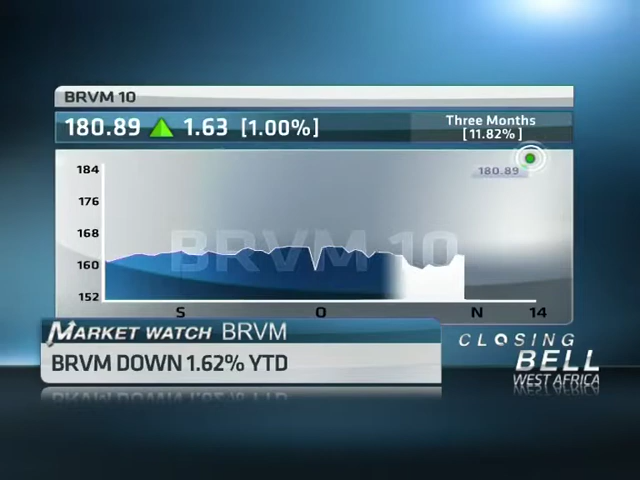 BRVM 10
180.89 1.63 [1.00%]
Three Months
[11.82%]
180.89
184
176
168
160
152
BRVM 10
S O N 14
MARKET WATCH BRVM
BRVM DOWN 1.62% YTD
CLOSING
BELL
WEST AFRICA